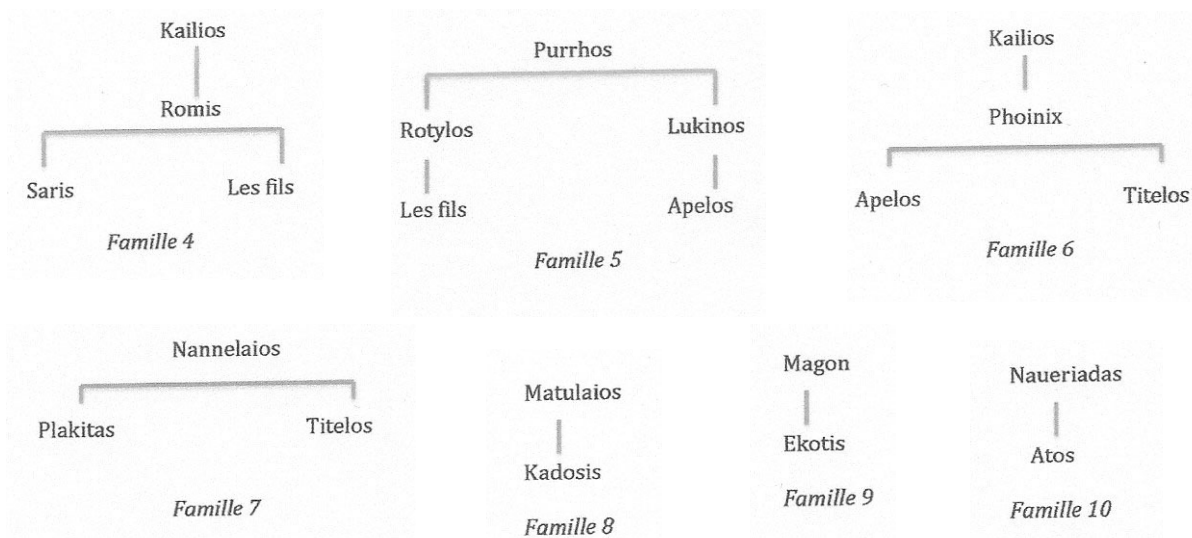 Kailios
Romis
Saris
Les fils
Famille 4
Purrhos
Rotylos
Lukinos
Les fils
Apelos
Famille 5
Kailios
Phoinix
Apelos
Titelos
Famille 6
Nannelaios
Plakitas
Titelos
Famille 7
Matulaios
Kadosis
Famille 8
Magon
Ekotis
Famille 9
Naueriadas
Atos
Famille 10